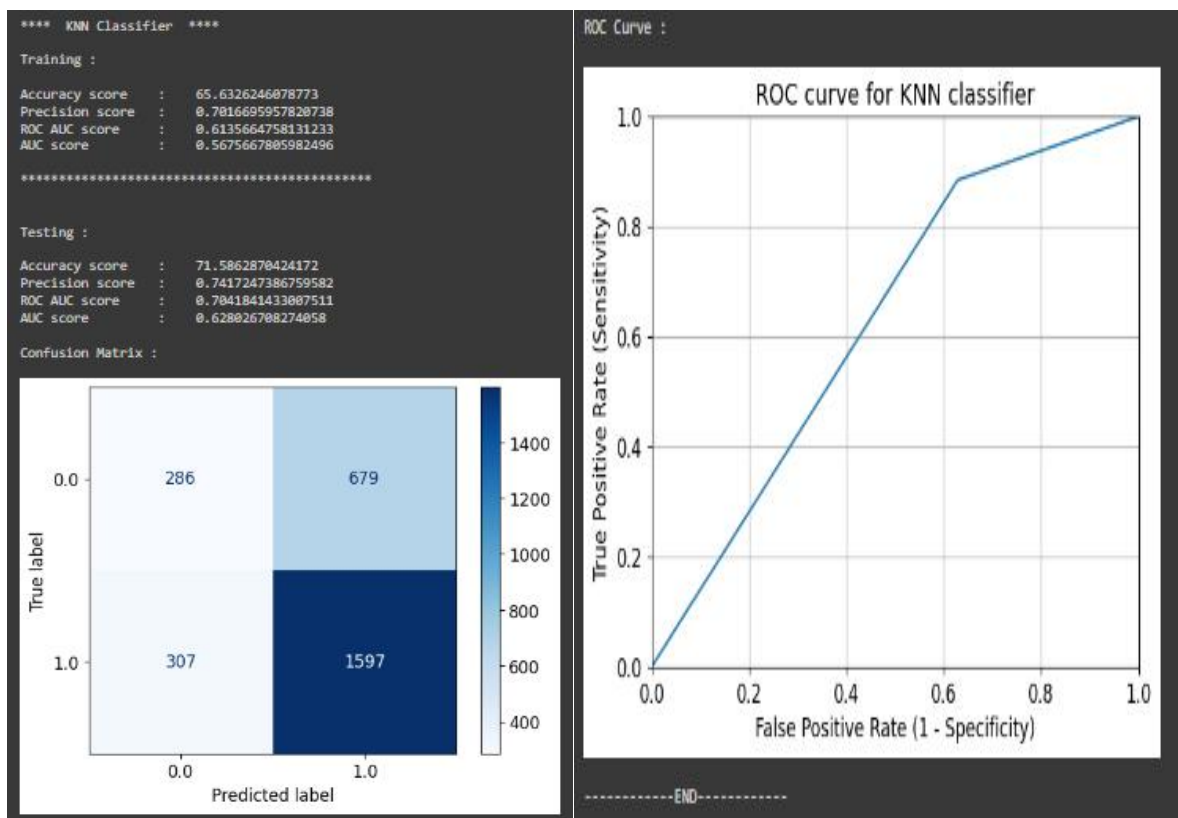 **** KNN Classifier ****
Training :
Accuracy score : 65.6326246078773
Precision score : 0.7016695957820738
ROC AUC score : 0.6135664758131233
AUC score : 0.5675667805982496
**********************************************
Testing :
Accuracy score : 71.5862870424172
Precision score : 0.7417247386759582
ROC AUC score : 0.7041841433007511
AUC score : 0.628026708274058
Confusion Matrix :
True label
0.0
1.0
286
679
307
1597
0.0
1.0
Predicted label
1400
1200
1000
800
600
400
ROC Curve :
ROC curve for KNN classifier
True Positive Rate (Sensitivity)
1.0
0.8
0.6
0.4
0.2
0.0
0.0
0.2
0.4
0.6
0.8
1.0
False Positive Rate (1 - Specificity)
------------END------------